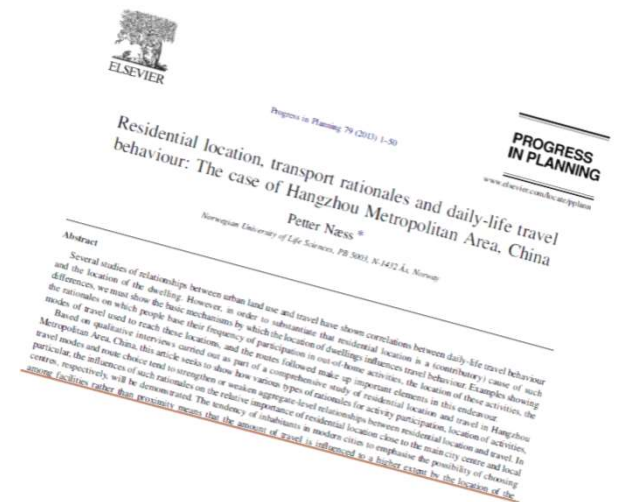 ELSEVIER
Progress in Planning 79 (2013) 1–50
PROGRESS
IN PLANNING
www.elsevier.com/locate/pplann
Residential location, transport rationales and daily-life travel
behaviour: The case of Hangzhou Metropolitan Area, China
Petter Næss *
Norwegian University of Life Sciences, PB 5003, N-1432 Ås, Norway
Abstract
Several studies of relationships between urban land use and travel have shown correlations between daily-life travel behaviour
and the location of the dwelling. However, in order to substantiate that residential location is a (contributory) cause of such
differences, we must show the basic mechanisms by which the location of dwellings influences travel behaviour. Examples showing
the rationales on which people base their frequency of participation in out-of-home activities, the location of these activities, the
modes of travel used to reach these locations, and the routes followed make up important elements in this endeavour.
Based on qualitative interviews carried out as part of a comprehensive study of residential location and travel in Hangzhou
Metropolitan Area, China, this article seeks to show how various types of rationales for activity participation, location of activities,
travel modes and route choice tend to strengthen or weaken aggregate-level relationships between residential location and travel. In
particular, the influences of such rationales on the relative importance of residential location close to the main city centre and local
centres, respectively, will be demonstrated. The tendency of inhabitants in modern cities to emphasise the possibility of choosing
among facilities rather than proximity means that the amount of travel is influenced to a higher extent by the location of the